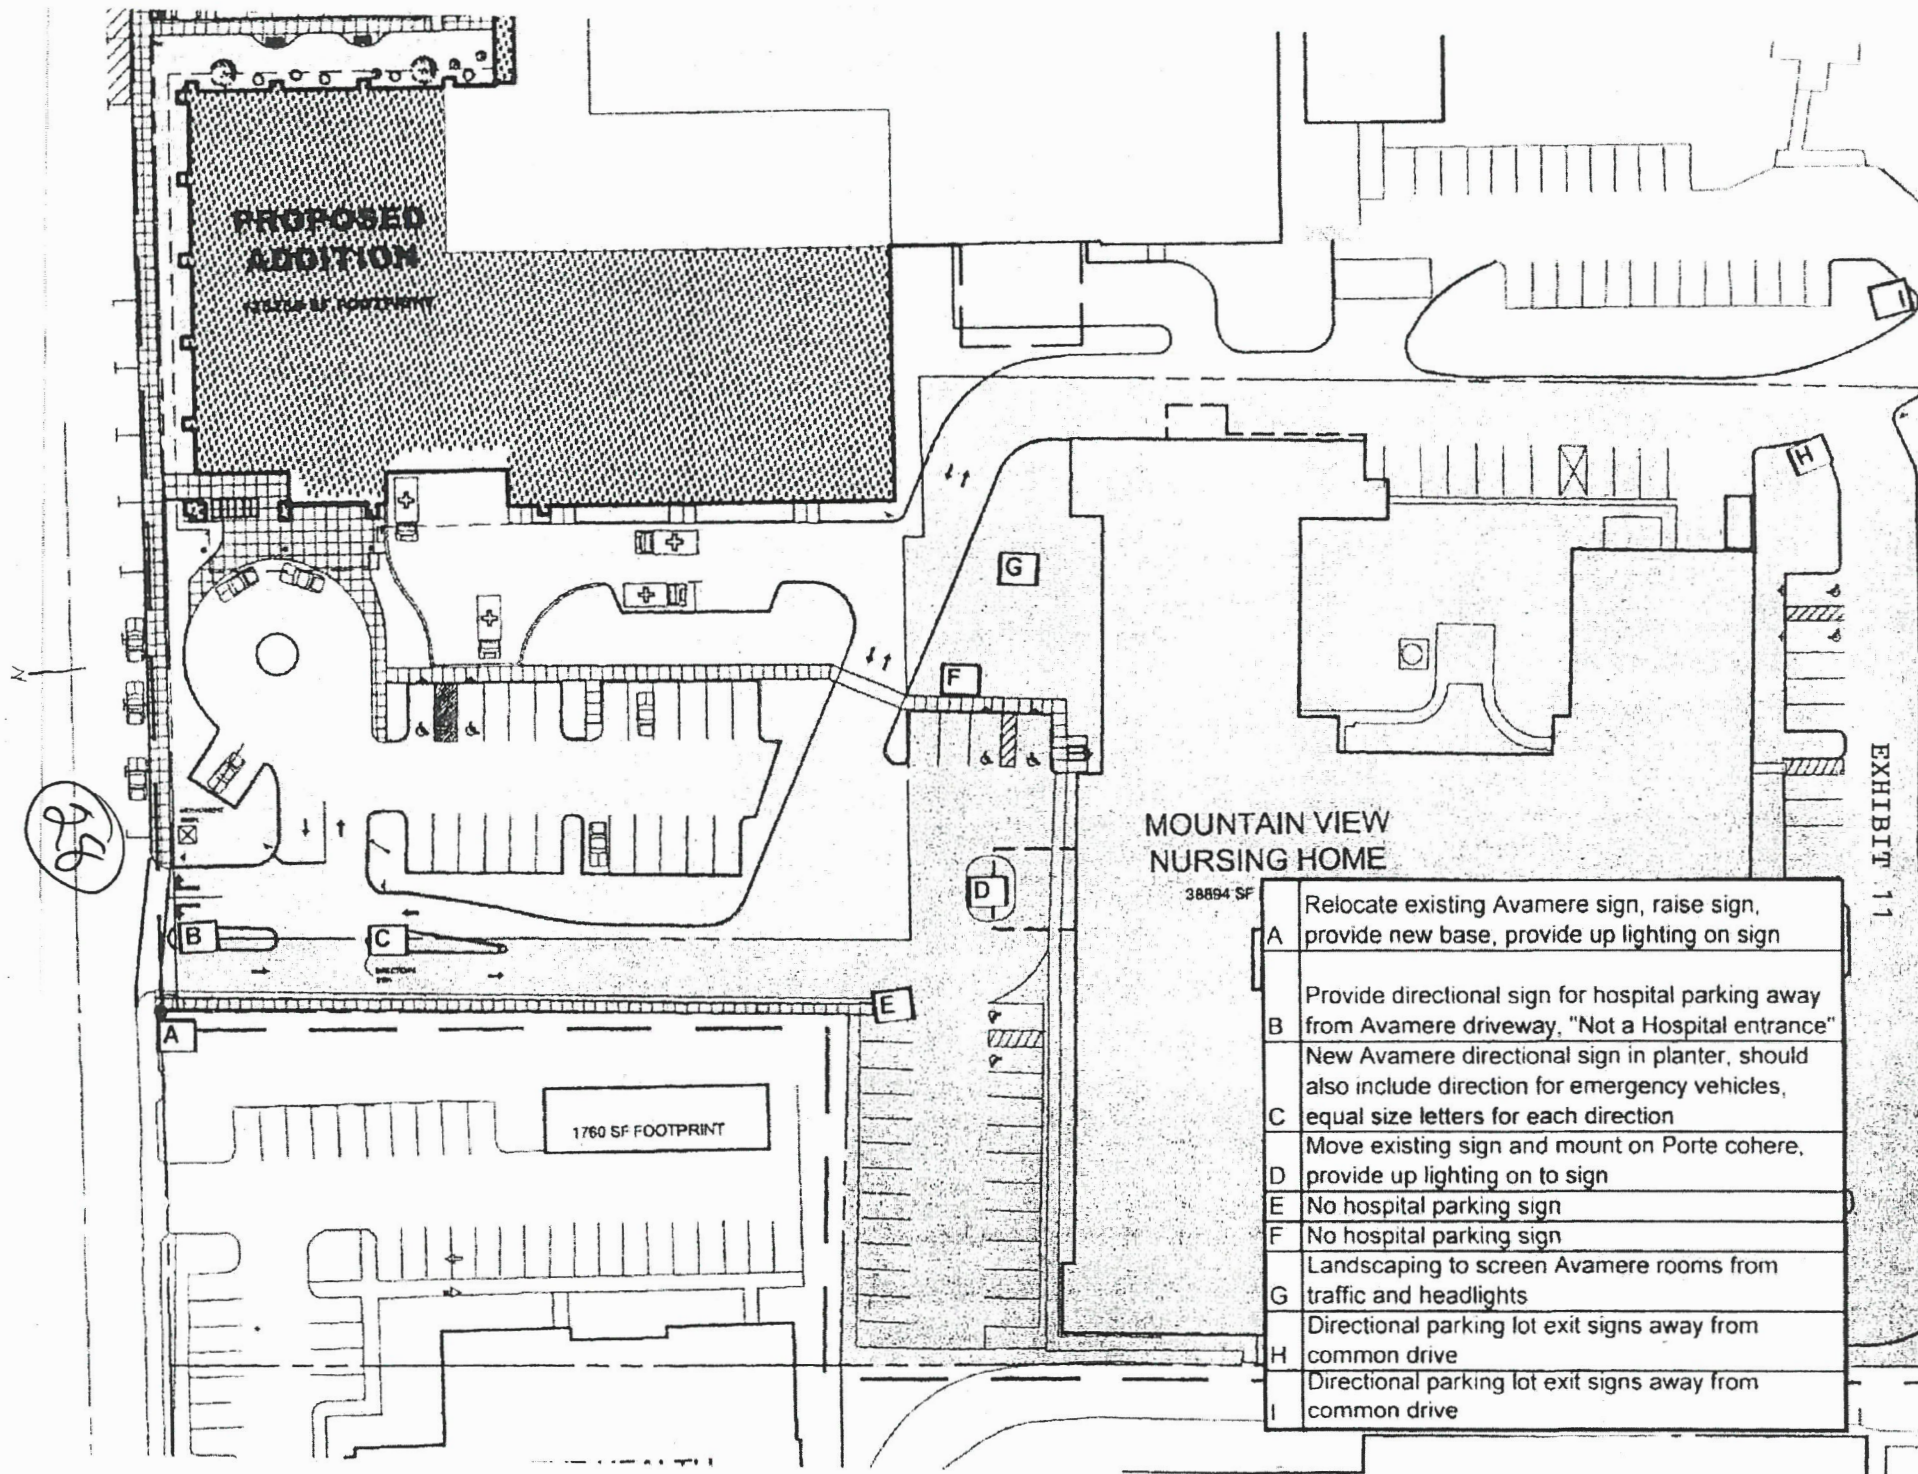 PROPOSED
ADDITION
SF FOOTPRINT
G
F
H
I
D
B
C
E
A
N
26
MOUNTAIN VIEW
NURSING HOME
38894 SF
EXHIBIT 11
1760 SF FOOTPRINT
A Relocate existing Avamere sign, raise sign,
provide new base, provide up lighting on sign
B Provide directional sign for hospital parking away
from Avamere driveway, "Not a Hospital entrance"
C New Avamere directional sign in planter, should
also include direction for emergency vehicles,
equal size letters for each direction
D Move existing sign and mount on Porte cohere,
provide up lighting on to sign
E No hospital parking sign
F No hospital parking sign
G Landscaping to screen Avamere rooms from
traffic and headlights
H Directional parking lot exit signs away from
common drive
I Directional parking lot exit signs away from
common drive